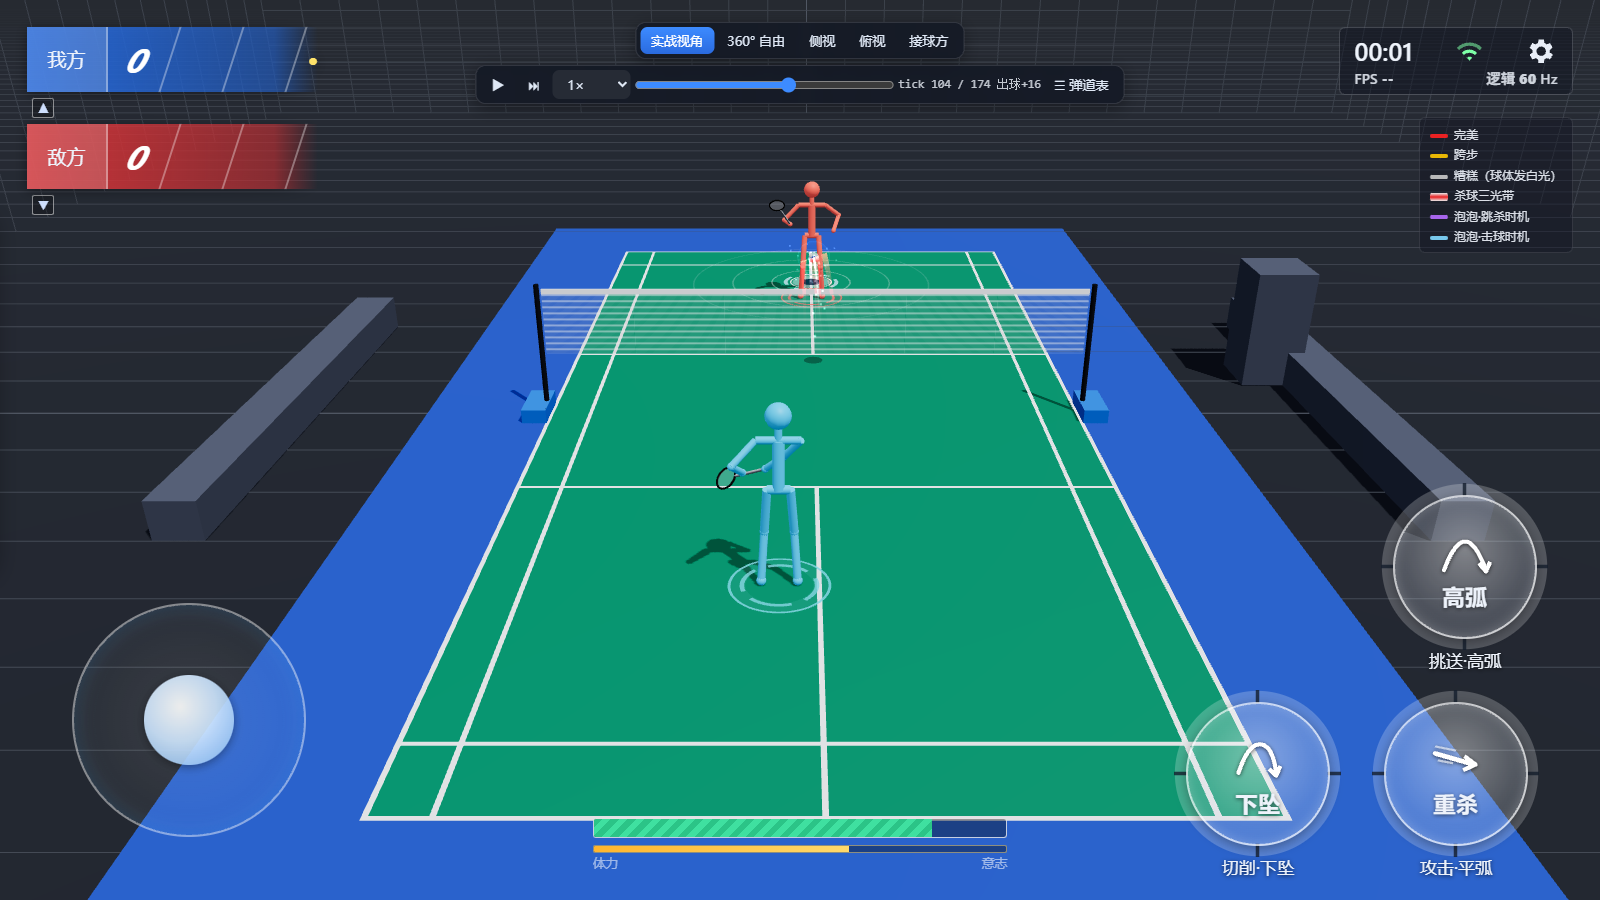 我方 0
▲
敌方 0
▼
实战视角 360° 自由 侧视 俯视 接球方
1× tick 104 / 174 出球+16 ☰ 弹道表
00:01
FPS -- 逻辑 60 Hz
完美
跨步
糟糕（球体发白光）
杀球三光带
泡泡·跳杀时机
泡泡·击球时机
高弧
挑送·高弧
下坠
切削·下坠
重杀
攻击·平弧
体力 意志